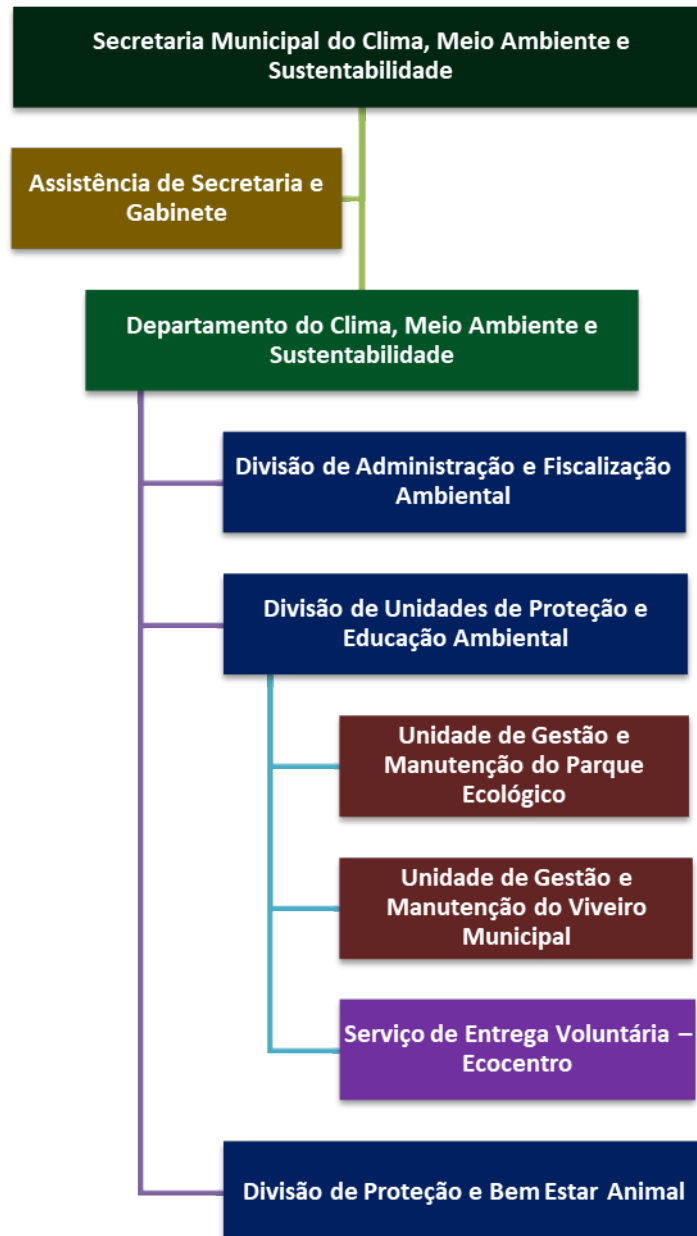 Secretaria Municipal do Clima, Meio Ambiente e
Sustentabilidade
Assistência de Secretaria e
Gabinete
Departamento do Clima, Meio Ambiente e
Sustentabilidade
Divisão de Administração e Fiscalização
Ambiental
Divisão de Unidades de Proteção e
Educação Ambiental
Unidade de Gestão e
Manutenção do Parque
Ecológico
Unidade de Gestão e
Manutenção do Viveiro
Municipal
Serviço de Entrega Voluntária –
Ecocentro
Divisão de Proteção e Bem Estar Animal